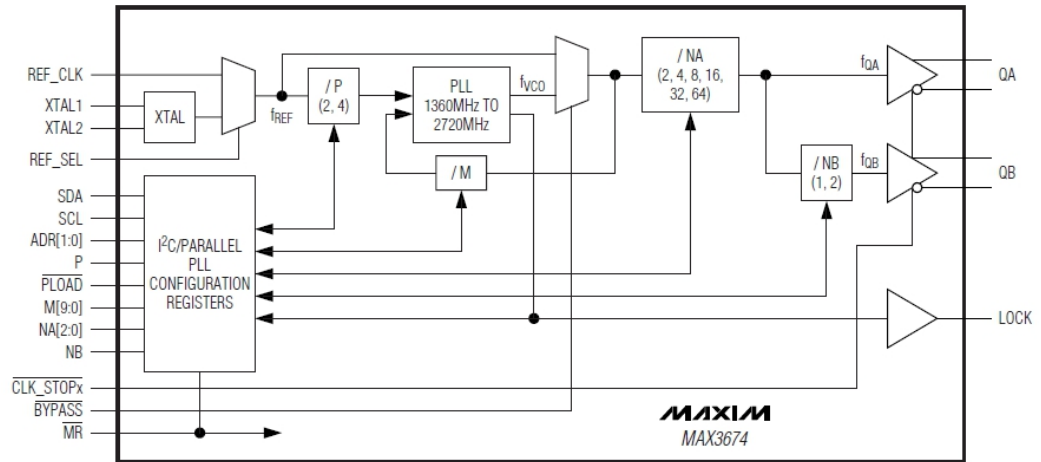 REF_CLK
XTAL1
XTAL2
REF_SEL
SDA
SCL
ADR[1:0]
P
PLOAD
M[9:0]
NA[2:0]
NB
CLK_STOPx
BYPASS
MR
XTAL
fREF
/ P
(2, 4)
PLL
1360MHz TO
2720MHz
fVCO
/ M
/ NA
(2, 4, 8, 16,
32, 64)
fQA
QA
/ NB
(1, 2)
fQB
QB
I²C/PARALLEL
PLL
CONFIGURATION
REGISTERS
LOCK
MAXIM
MAX3674